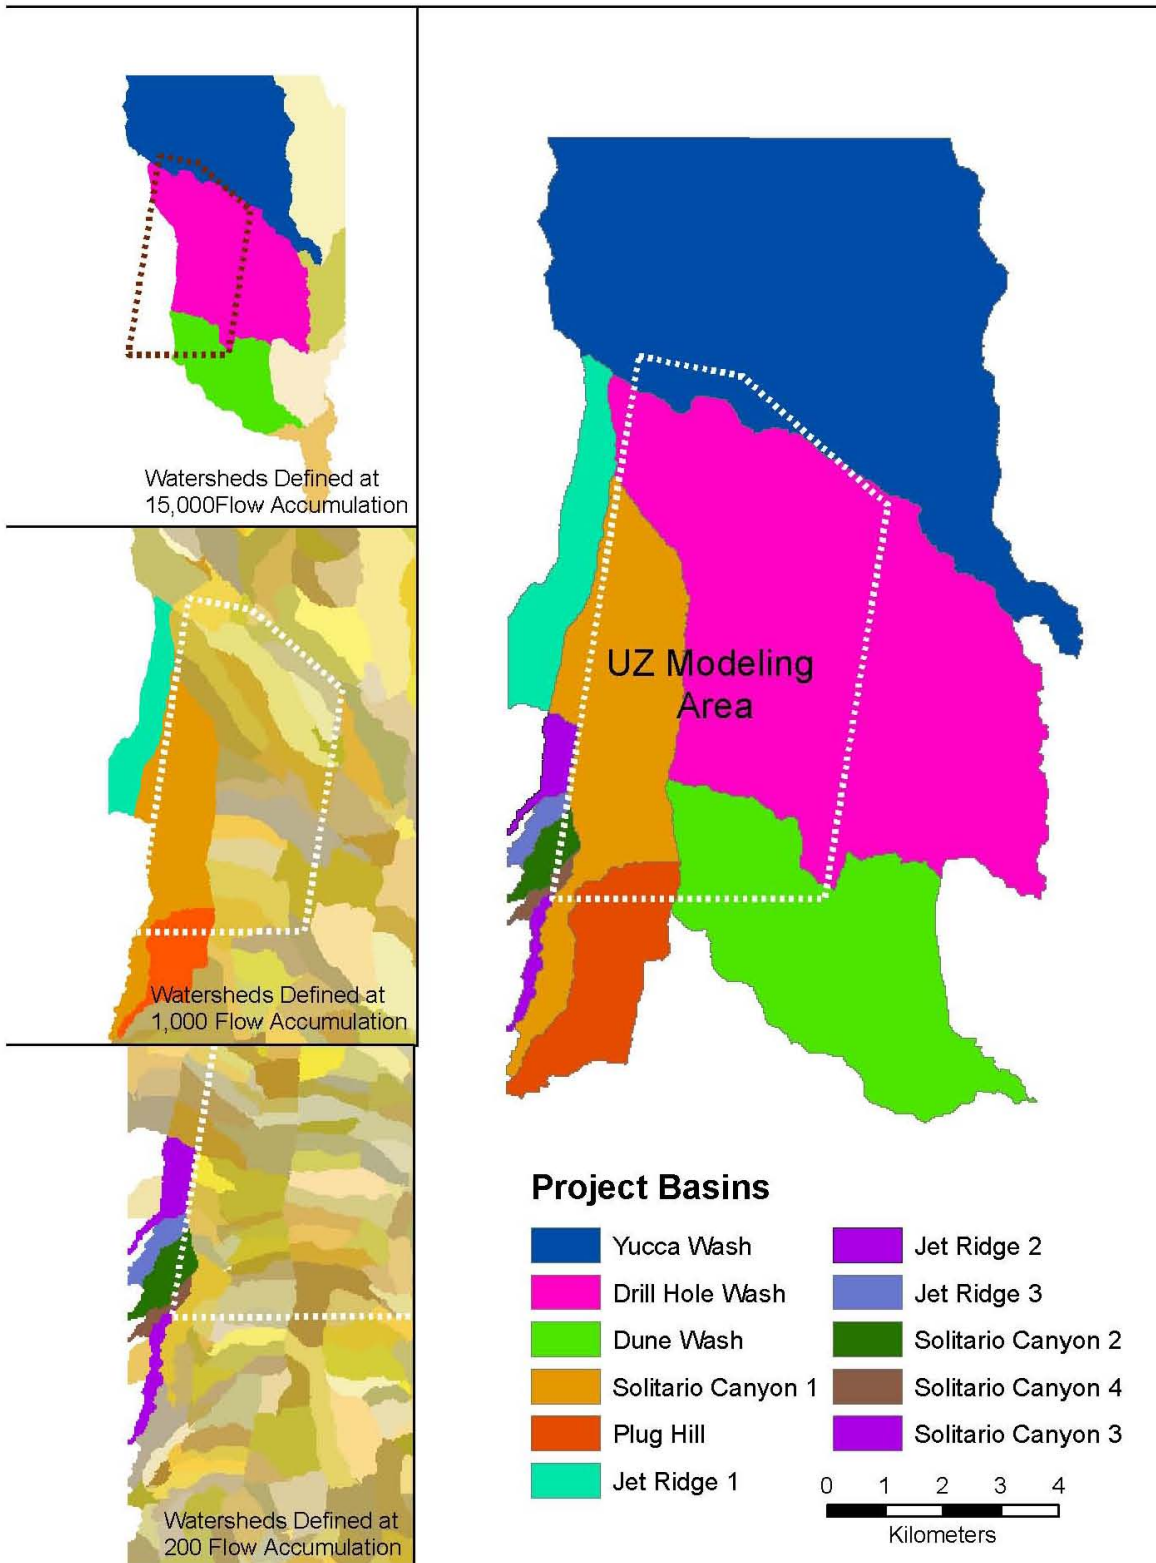 Watersheds Defined at
15,000Flow Accumulation
Watersheds Defined at
1,000 Flow Accumulation
Watersheds Defined at
200 Flow Accumulation
UZ Modeling
Area
Project Basins
Yucca Wash
Drill Hole Wash
Dune Wash
Solitario Canyon 1
Plug Hill
Jet Ridge 1
Jet Ridge 2
Jet Ridge 3
Solitario Canyon 2
Solitario Canyon 4
Solitario Canyon 3
0 1 2 3 4
Kilometers